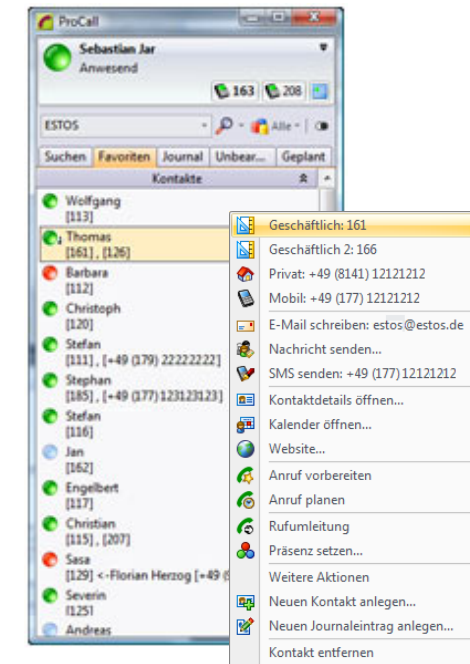 ProCall
Sebastian Jar
Anwesend
163 208
ESTOS Alle
Suchen Favoriten Journal Unbear... Geplant
Kontakte
Wolfgang
[113]
Thomas
[161] , [126]
Barbara
[112]
Christoph
[120]
Stefan
[111] , [+49 (179) 22222222]
Stephan
[185] , [+49 (177)123123123]
Stefan
[116]
Jan
[162]
Engelbert
[117]
Christian
[115] , [207]
Sasa
[129] <-Florian Herzog [+49
Severin
[125]
Andreas
Geschäftlich: 161
Geschäftlich 2: 166
Privat: +49 (8141) 12121212
Mobil: +49 (177) 12121212
E-Mail schreiben: estos@estos.de
Nachricht senden...
SMS senden: +49 (177) 12121212
Kontaktdetails öffnen...
Kalender öffnen...
Website...
Anruf vorbereiten
Anruf planen
Rufumleitung
Präsenz setzen...
Weitere Aktionen
Neuen Kontakt anlegen...
Neuen Journaleintrag anlegen...
Kontakt entfernen